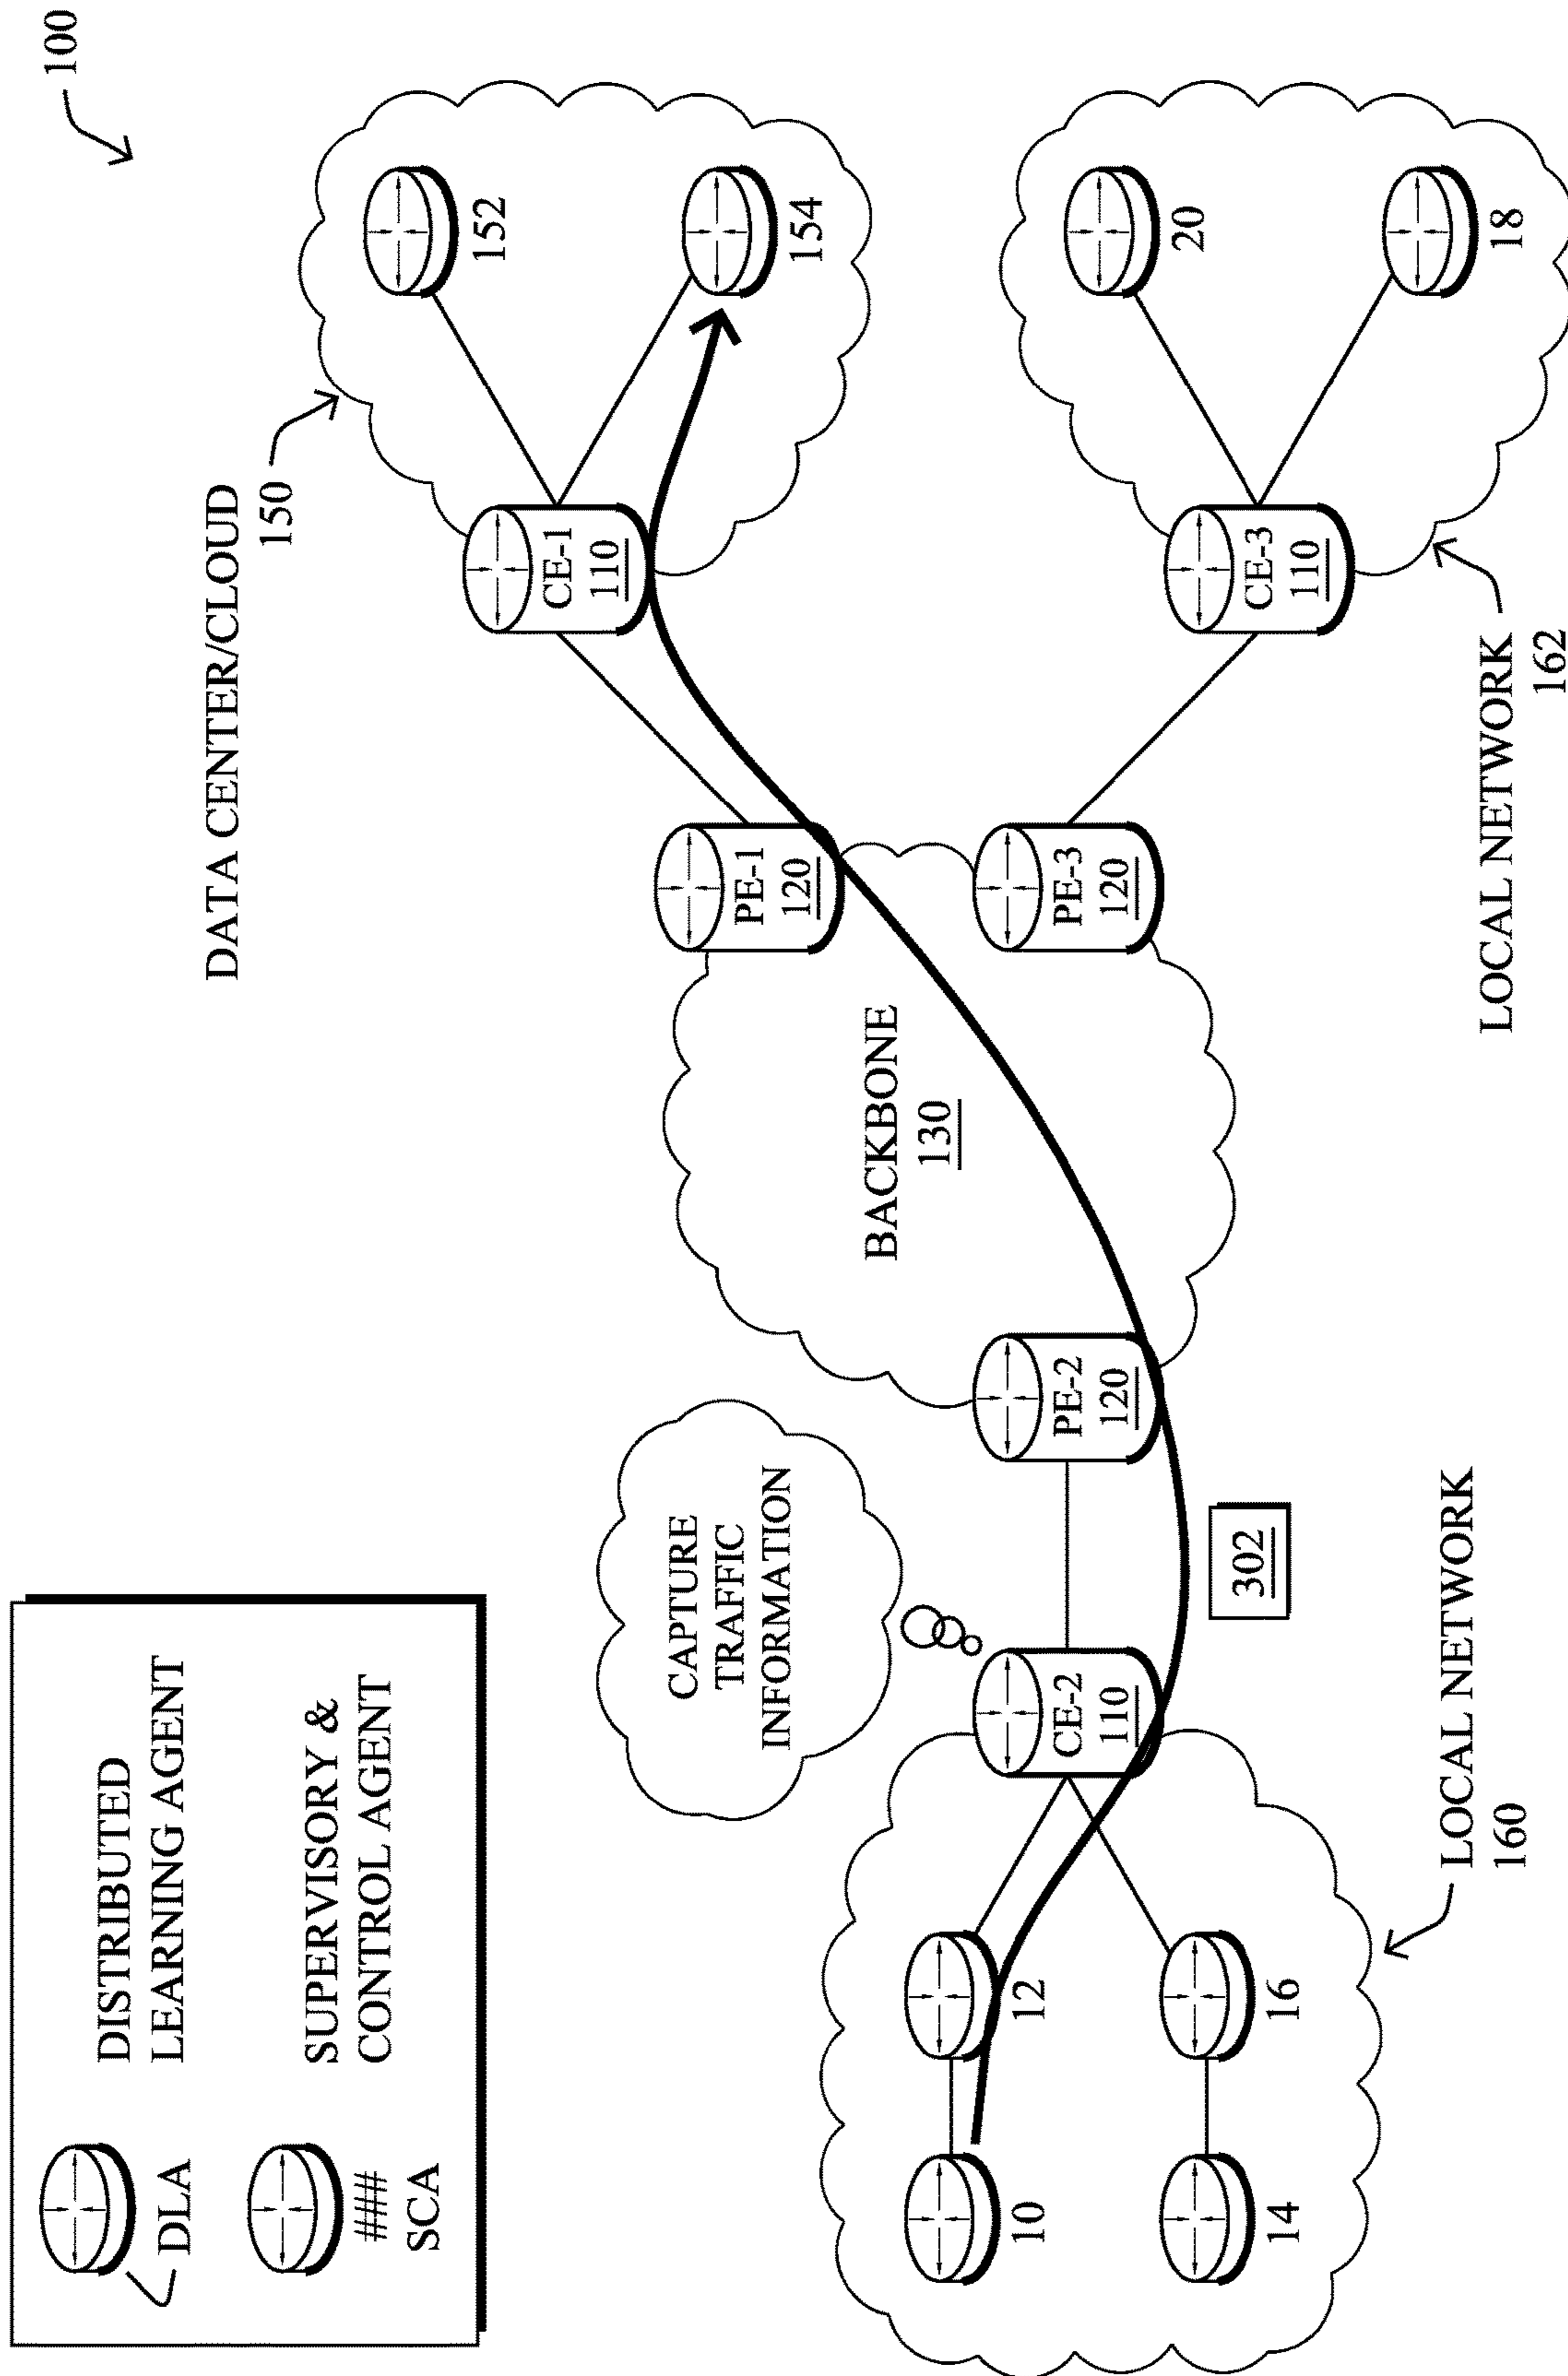 100
DISTRIBUTED
LEARNING AGENT
DLA
SUPERVISORY &
CONTROL AGENT
###
SCA
DATA CENTER/CLOUD
150
152
154
CE-1
110
PE-1
120
BACKBONE
130
CAPTURE
TRAFFIC
INFORMATION
PE-2
120
PE-3
120
CE-3
110
20
18
LOCAL NETWORK
162
CE-2
110
302
10
12
14
16
LOCAL NETWORK
160